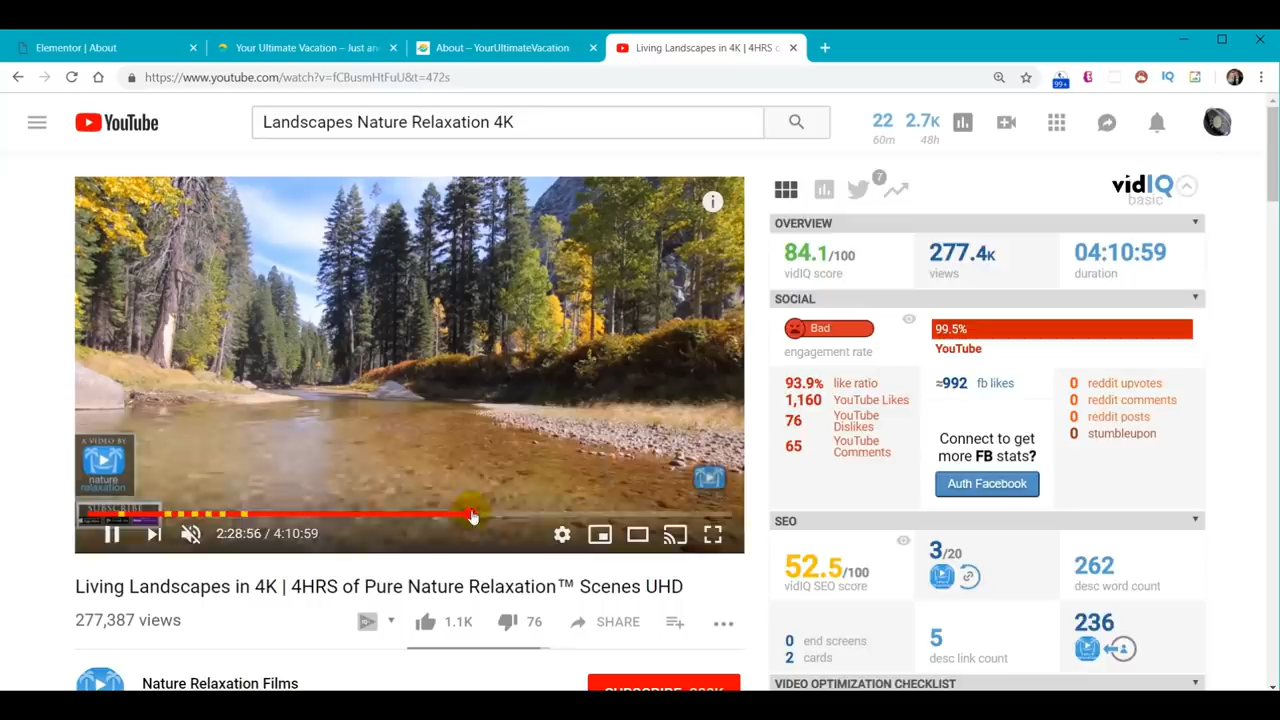 Elementor | About
Your Ultimate Vacation – Just an
About – YourUltimateVacation
Living Landscapes in 4K | 4HRS o
https://www.youtube.com/watch?v=fCBusmHtFuU&t=472s
99+
IQ
YouTube
Landscapes Nature Relaxation 4K
22 2.7K
60m 48h
A VIDEO BY
nature
relaxation
SUBSCRIBE
2:28:56 / 4:10:59
Living Landscapes in 4K | 4HRS of Pure Nature Relaxation™ Scenes UHD
277,387 views
1.1K
76
SHARE
Nature Relaxation Films
7
vidIQ
basic
OVERVIEW
84.1/100
vidIQ score
277.4K
views
04:10:59
duration
SOCIAL
Bad
engagement rate
99.5%
YouTube
93.9% like ratio
1,160 YouTube Likes
76 YouTube Dislikes
65 YouTube Comments
≈992 fb likes
Connect to get
more FB stats?
Auth Facebook
0 reddit upvotes
0 reddit comments
0 reddit posts
0 stumbleupon
SEO
52.5/100
vidIQ SEO score
3/20
262
desc word count
0 end screens
2 cards
5
desc link count
236
VIDEO OPTIMIZATION CHECKLIST